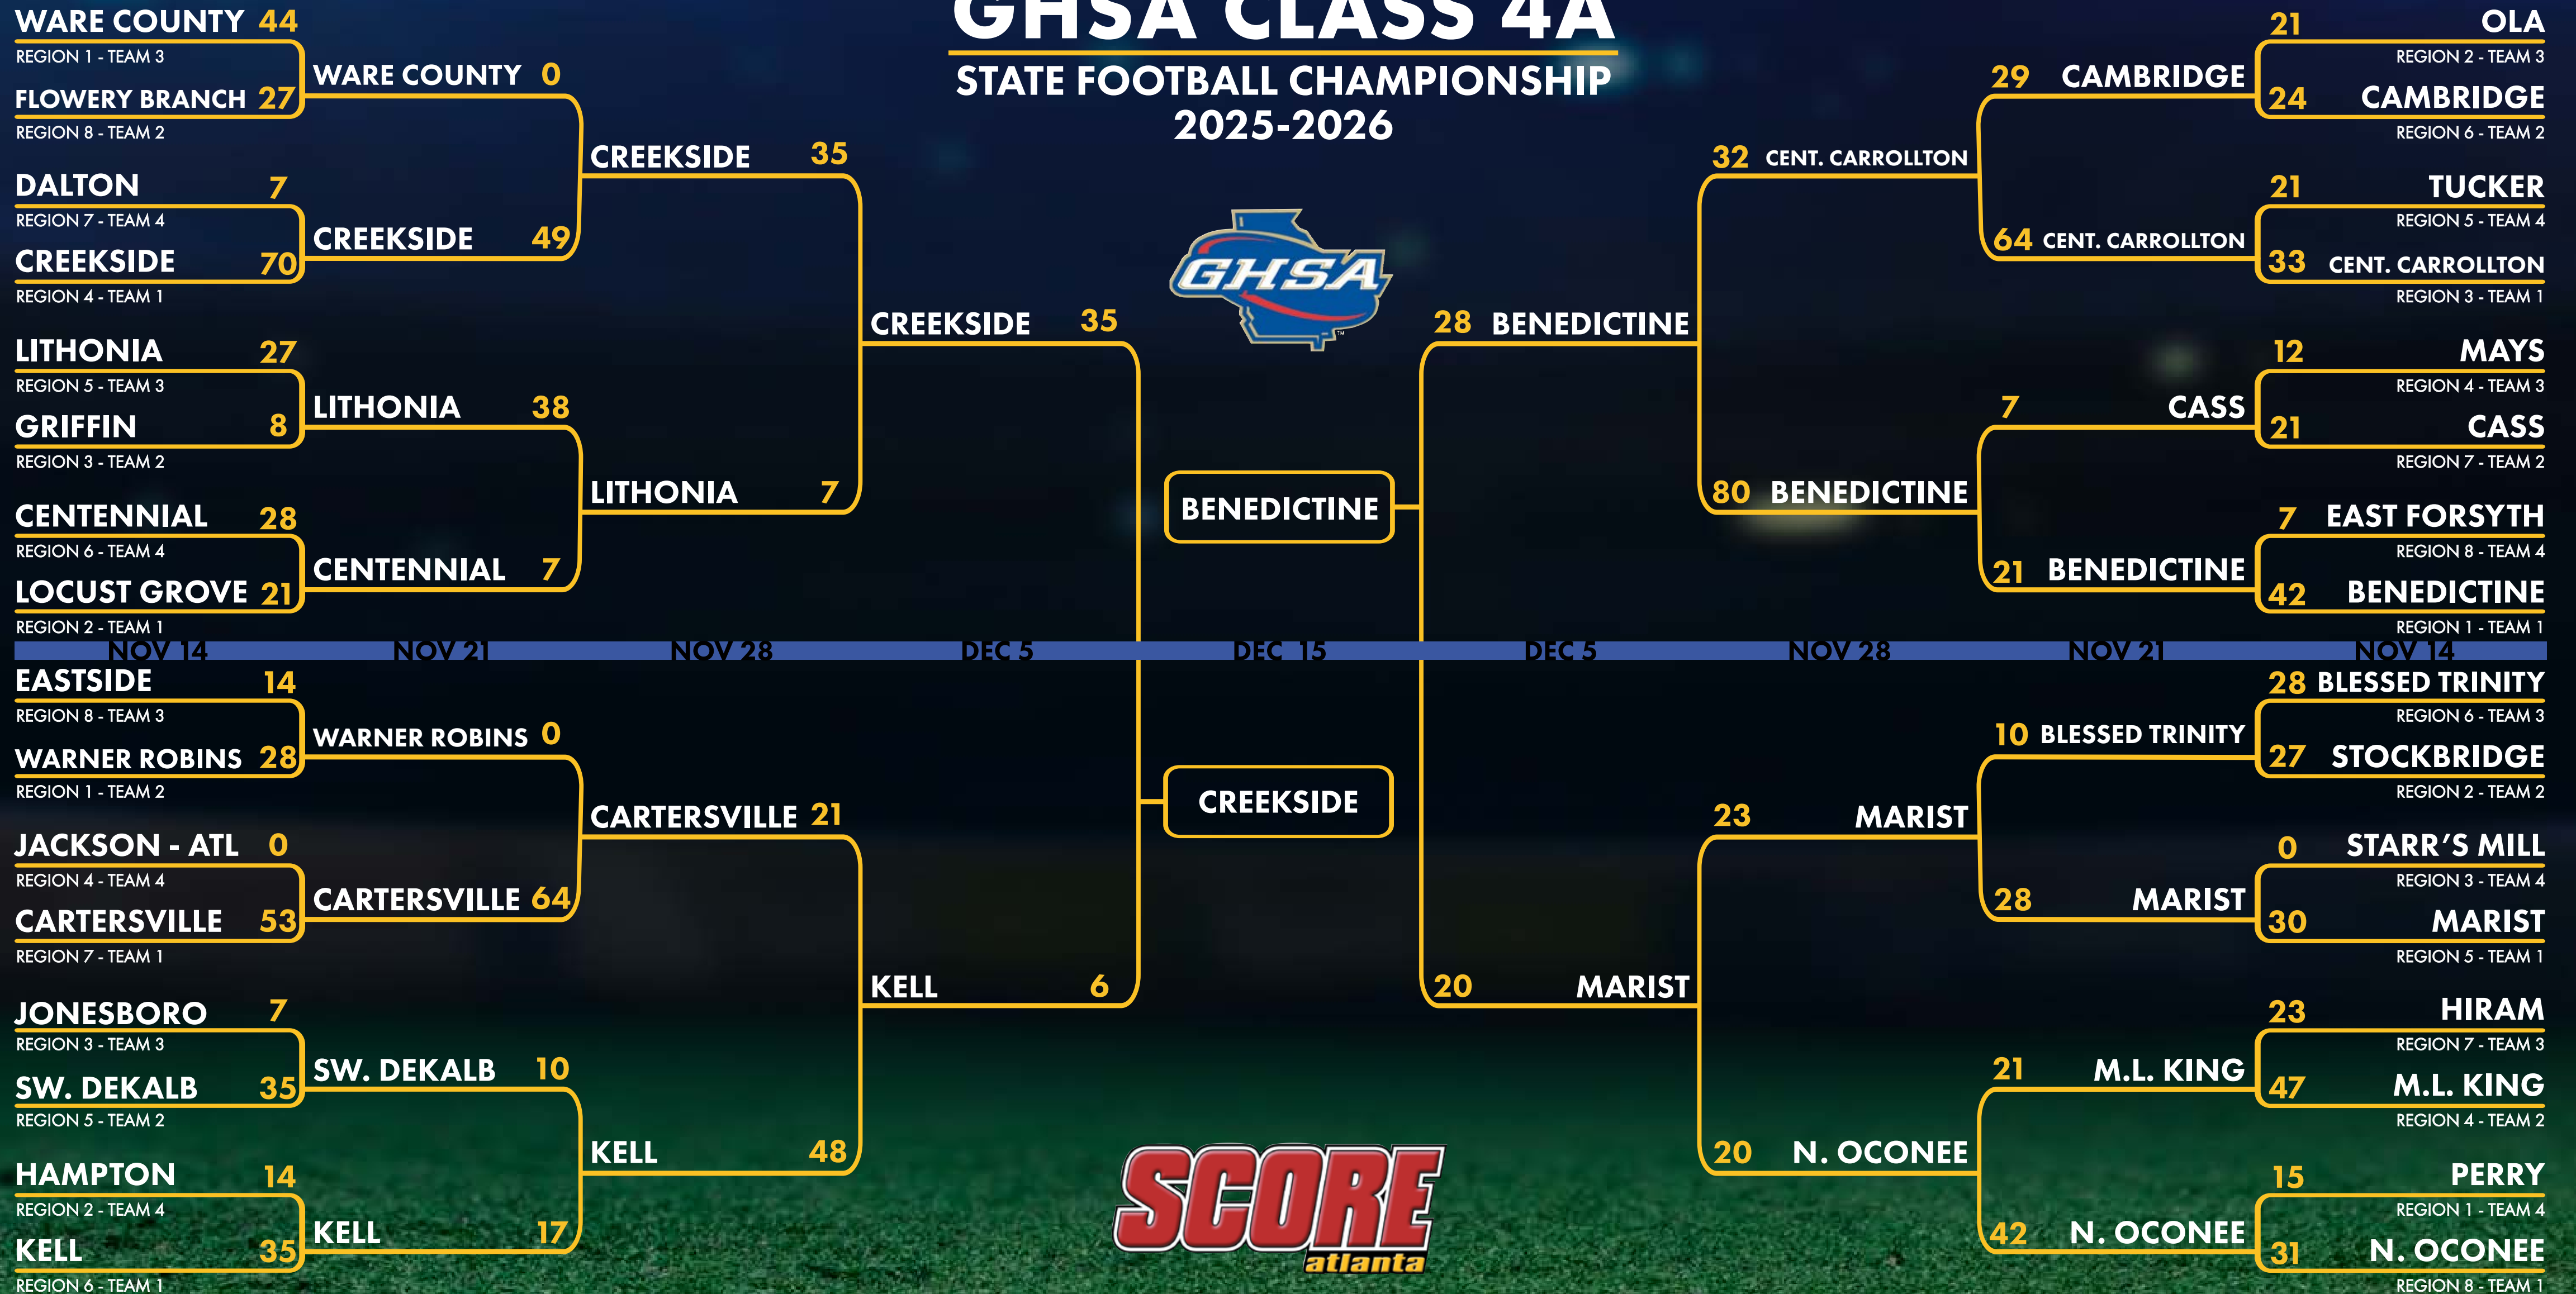 GHSA CLASS 4A
STATE FOOTBALL CHAMPIONSHIP
2025-2026
WARE COUNTY 44
REGION 1 - TEAM 3
FLOWERY BRANCH 27
REGION 8 - TEAM 2
DALTON 7
REGION 7 - TEAM 4
CREEKSIDE 70
REGION 4 - TEAM 1
LITHONIA 27
REGION 5 - TEAM 3
GRIFFIN 8
REGION 3 - TEAM 2
CENTENNIAL 28
REGION 6 - TEAM 4
LOCUST GROVE 21
REGION 2 - TEAM 1
WARE COUNTY 0
CREEKSIDE 49
LITHONIA 38
CENTENNIAL 7
CREEKSIDE 35
LITHONIA 7
CREEKSIDE 35
GHSA
TM
BENEDICTINE
28 BENEDICTINE
32 CENT. CARROLLTON
80 BENEDICTINE
29 CAMBRIDGE
64 CENT. CARROLLTON
7 CASS
21 BENEDICTINE
21 OLA
REGION 2 - TEAM 3
24 CAMBRIDGE
REGION 6 - TEAM 2
21 TUCKER
REGION 5 - TEAM 4
33 CENT. CARROLLTON
REGION 3 - TEAM 1
12 MAYS
REGION 4 - TEAM 3
21 CASS
REGION 7 - TEAM 2
7 EAST FORSYTH
REGION 8 - TEAM 4
42 BENEDICTINE
REGION 1 - TEAM 1
NOV 14 NOV 21 NOV 28 DEC 5 DEC 15 DEC 5 NOV 28 NOV 21 NOV 14
EASTSIDE 14
REGION 8 - TEAM 3
WARNER ROBINS 28
REGION 1 - TEAM 2
JACKSON - ATL 0
REGION 4 - TEAM 4
CARTERSVILLE 53
REGION 7 - TEAM 1
JONESBORO 7
REGION 3 - TEAM 3
SW. DEKALB 35
REGION 5 - TEAM 2
HAMPTON 14
REGION 2 - TEAM 4
KELL 35
REGION 6 - TEAM 1
WARNER ROBINS 0
CARTERSVILLE 64
SW. DEKALB 10
KELL 17
CARTERSVILLE 21
KELL 48
KELL 6
CREEKSIDE
SCORE
atlanta
20 MARIST
23 MARIST
20 N. OCONEE
10 BLESSED TRINITY
28 MARIST
21 M.L. KING
42 N. OCONEE
28 BLESSED TRINITY
REGION 6 - TEAM 3
27 STOCKBRIDGE
REGION 2 - TEAM 2
0 STARR'S MILL
REGION 3 - TEAM 4
30 MARIST
REGION 5 - TEAM 1
23 HIRAM
REGION 7 - TEAM 3
47 M.L. KING
REGION 4 - TEAM 2
15 PERRY
REGION 1 - TEAM 4
31 N. OCONEE
REGION 8 - TEAM 1